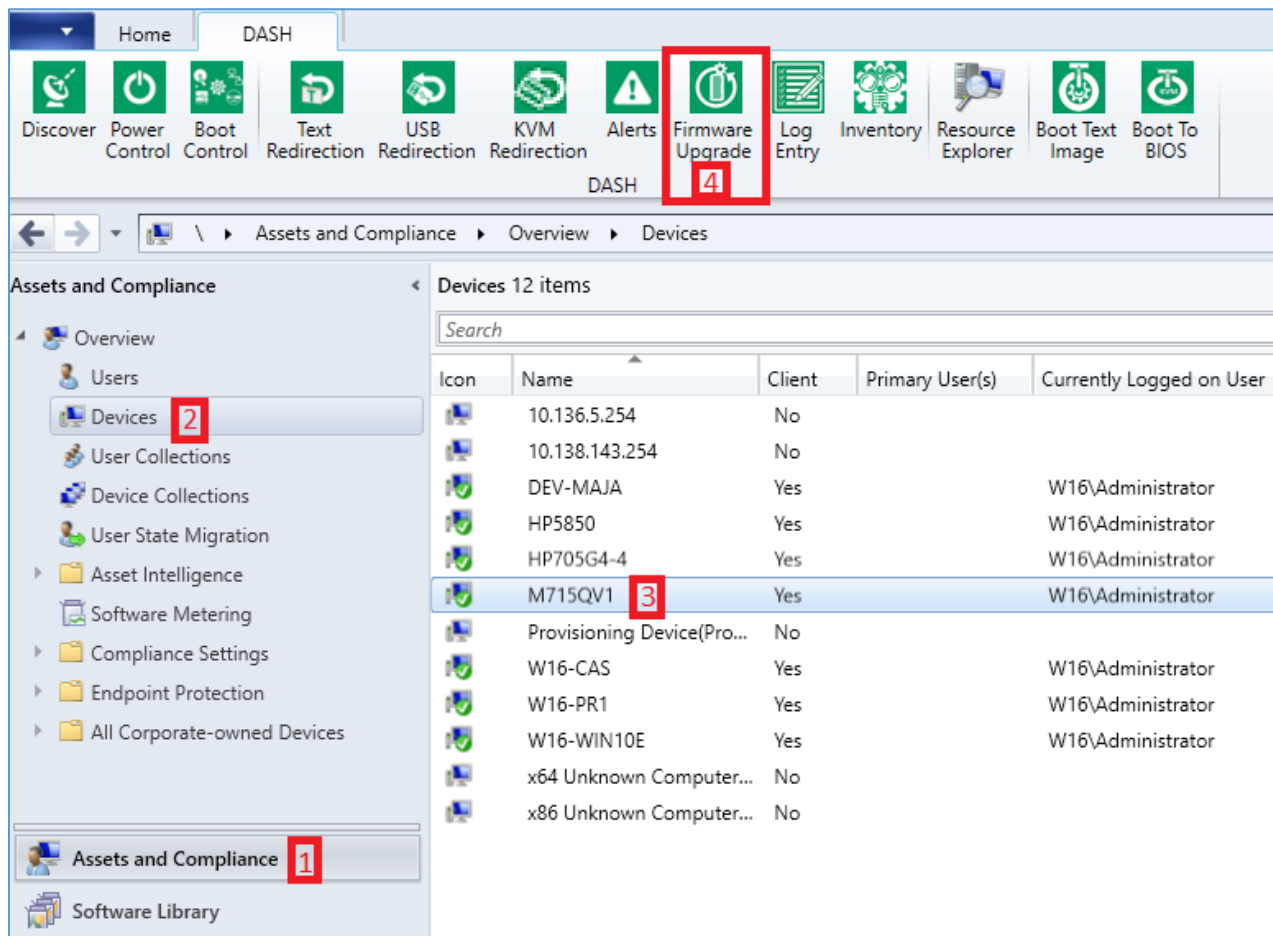 Home DASH
Discover Power Control Boot Control Text Redirection USB Redirection KVM Redirection Alerts Firmware Upgrade Log Entry Inventory Resource Explorer Boot Text Image Boot To BIOS
DASH 4
\ Assets and Compliance Overview Devices
Assets and Compliance
Overview
Users
Devices 2
User Collections
Device Collections
User State Migration
Asset Intelligence
Software Metering
Compliance Settings
Endpoint Protection
All Corporate-owned Devices
Assets and Compliance 1
Software Library
Devices 12 items
Search
Icon Name Client Primary User(s) Currently Logged on User
10.136.5.254 No
10.138.143.254 No
DEV-MAJA Yes W16\Administrator
HP5850 Yes W16\Administrator
HP705G4-4 Yes W16\Administrator
M715QV1 3 Yes W16\Administrator
Provisioning Device(Pro... No
W16-CAS Yes W16\Administrator
W16-PR1 Yes W16\Administrator
W16-WIN10E Yes W16\Administrator
x64 Unknown Computer... No
x86 Unknown Computer... No